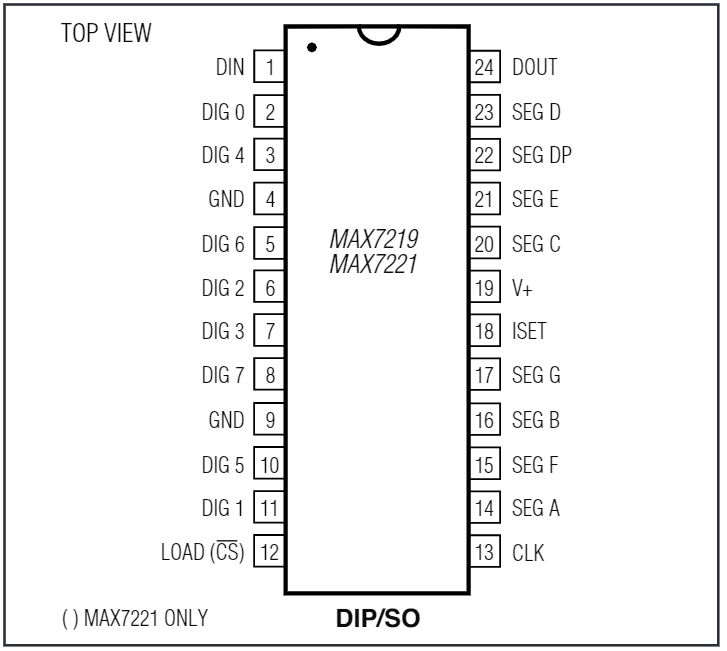 TOP VIEW
DIN 1 24 DOUT
DIG 0 2 23 SEG D
DIG 4 3 22 SEG DP
GND 4 21 SEG E
DIG 6 5 20 SEG C
MAX7219
MAX7221
DIG 2 6 19 V+
DIG 3 7 18 ISET
DIG 7 8 17 SEG G
GND 9 16 SEG B
DIG 5 10 15 SEG F
DIG 1 11 14 SEG A
LOAD (C̅S̅) 12 13 CLK
( ) MAX7221 ONLY
DIP/SO